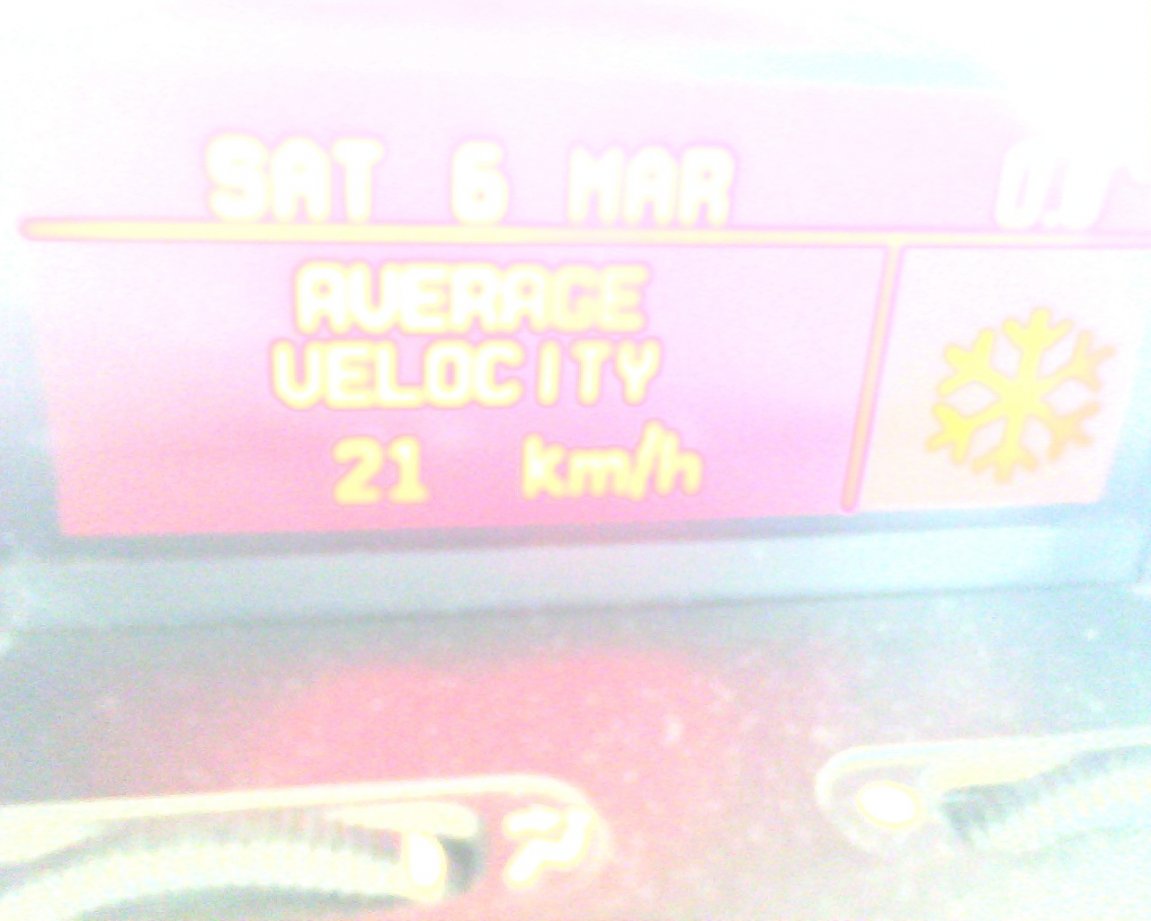 SAT 6 MAR
AVERAGE
VELOCITY
21 km/h